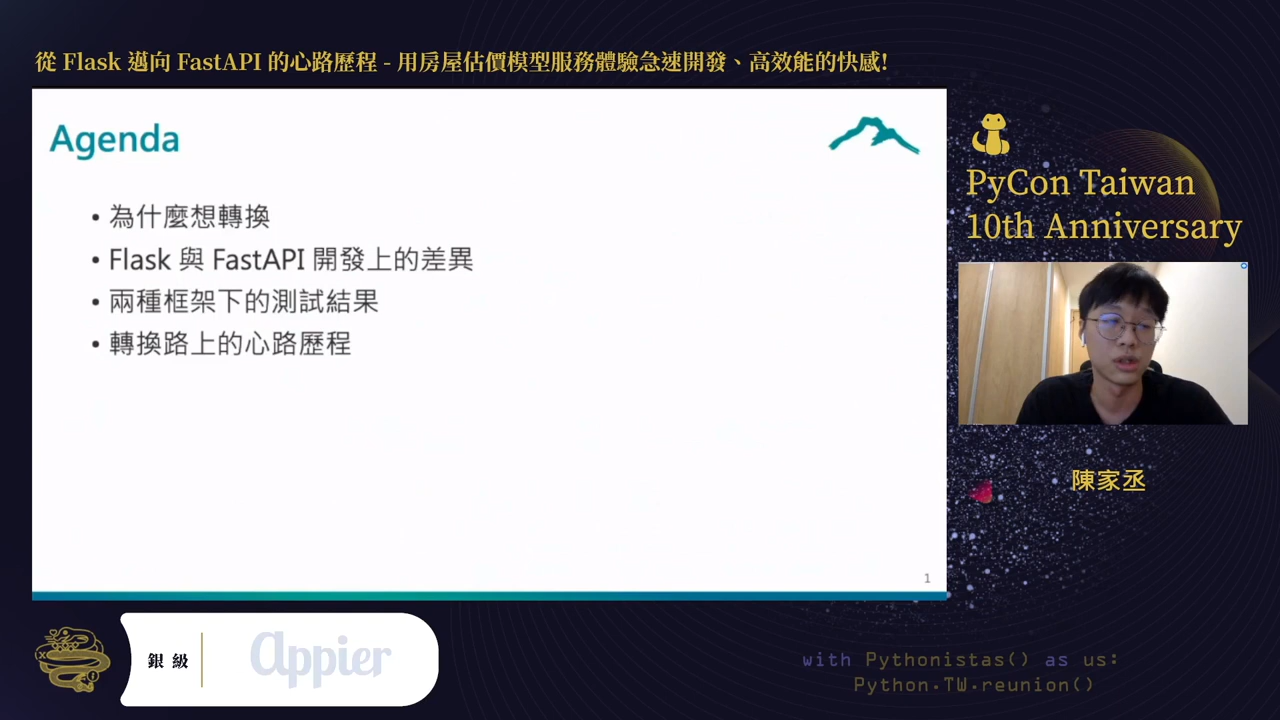 從 Flask 邁向 FastAPI 的心路歷程 - 用房屋估價模型服務體驗急速開發、高效能的快感!
Agenda
• 為什麼想轉換
• Flask 與 FastAPI 開發上的差異
• 兩種框架下的測試結果
• 轉換路上的心路歷程
1
PyCon Taiwan
10th Anniversary
陳家丞
銀級
appier
with Pythonistas() as us:
Python.TW.reunion()